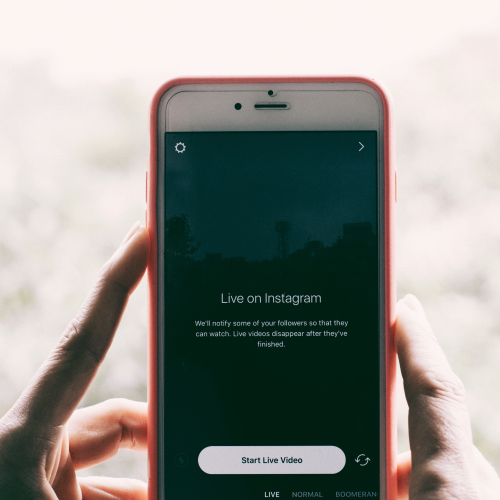 Live on Instagram
We'll notify some of your followers so that they
can watch. Live videos disappear after they've
finished.
Start Live Video
LIVE NORMAL BOOMERAN